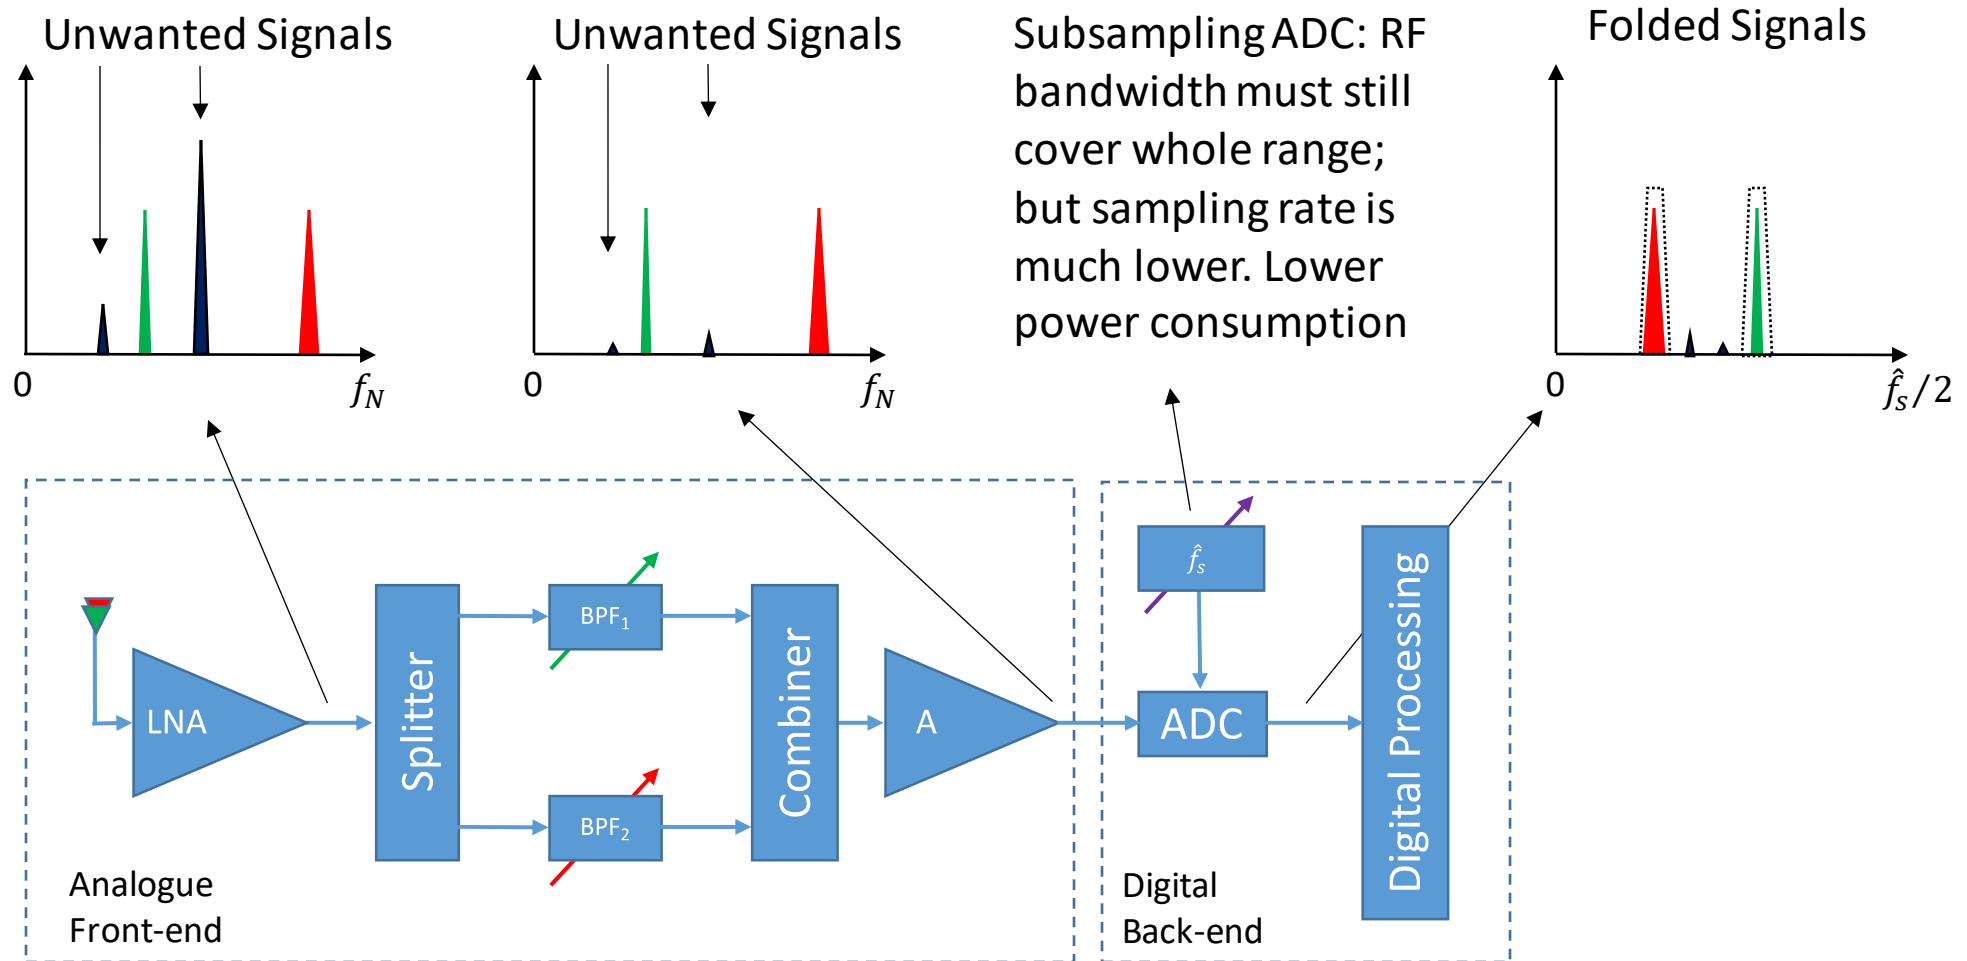 Unwanted Signals
0
f_N
Unwanted Signals
0
f_N
Subsampling ADC: RF
bandwidth must still
cover whole range;
but sampling rate is
much lower. Lower
power consumption
Folded Signals
0
f̂_s/2
LNA
Splitter
BPF₁
BPF₂
Combiner
A
Analogue
Front-end
f̂_s
ADC
Digital Processing
Digital
Back-end